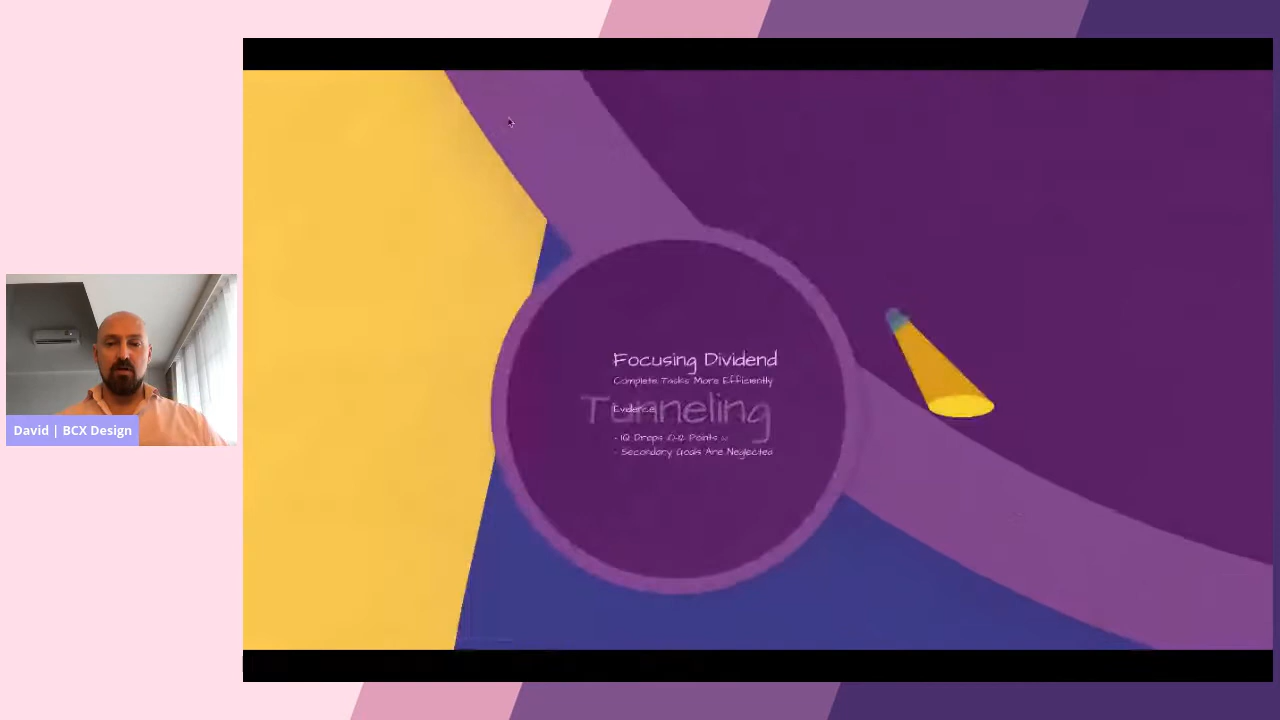 Focusing Dividend
Complete Tasks More Efficiently
Tunneling
Evidence
- IQ Drops 10-12 Points
- Secondary Goals Are Neglected
David | BCX Design